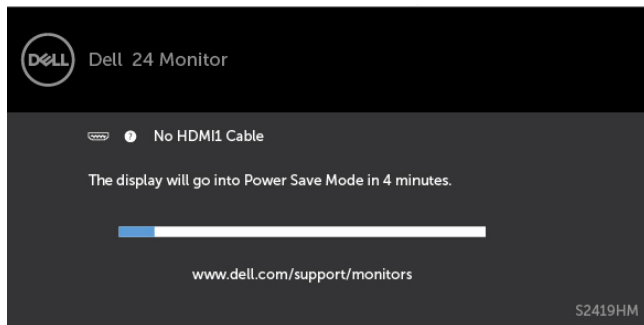 DELL
Dell 24 Monitor
? No HDMI1 Cable
The display will go into Power Save Mode in 4 minutes.
www.dell.com/support/monitors
S2419HM